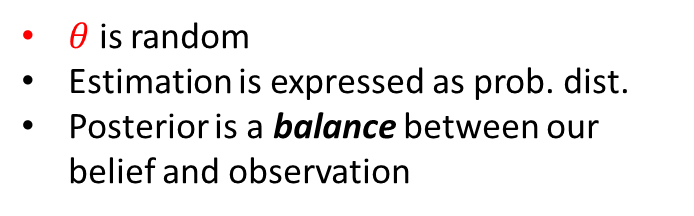 • θ is random
• Estimation is expressed as prob. dist.
• Posterior is a balance between our
belief and observation